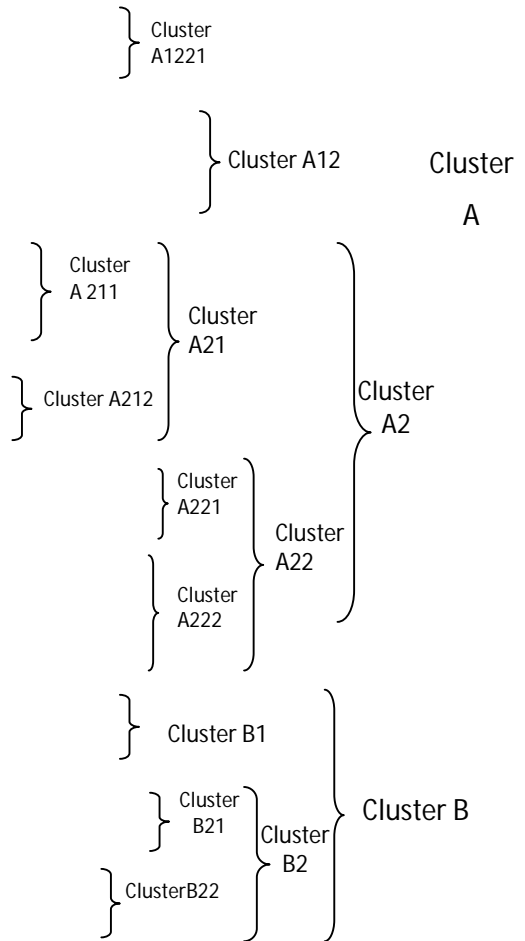 Cluster
A1221
Cluster A12
Cluster
A
Cluster
A 211
Cluster
A21
Cluster A212
Cluster
A2
Cluster
A221
Cluster
A22
Cluster
A222
Cluster B1
Cluster
B21
Cluster B
Cluster
B2
ClusterB22